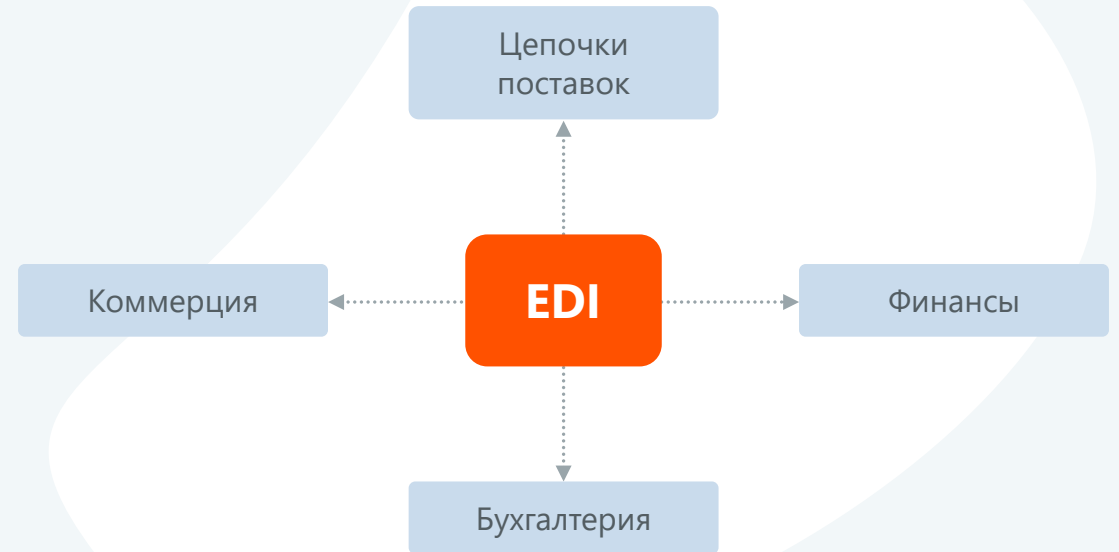 Цепочки
поставок
Коммерция
EDI
Финансы
Бухгалтерия